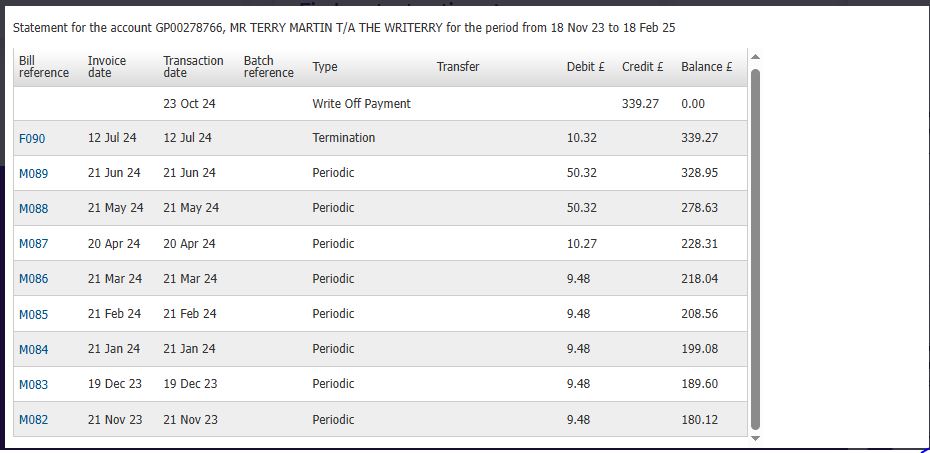 Statement for the account GP00278766, MR TERRY MARTIN T/A THE WRITERRY for the period from 18 Nov 23 to 18 Feb 25
Bill reference Invoice date Transaction date Batch reference Type Transfer Debit £ Credit £ Balance £
23 Oct 24 Write Off Payment 339.27 0.00
F090 12 Jul 24 12 Jul 24 Termination 10.32 339.27
M089 21 Jun 24 21 Jun 24 Periodic 50.32 328.95
M088 21 May 24 21 May 24 Periodic 50.32 278.63
M087 20 Apr 24 20 Apr 24 Periodic 10.27 228.31
M086 21 Mar 24 21 Mar 24 Periodic 9.48 218.04
M085 21 Feb 24 21 Feb 24 Periodic 9.48 208.56
M084 21 Jan 24 21 Jan 24 Periodic 9.48 199.08
M083 19 Dec 23 19 Dec 23 Periodic 9.48 189.60
M082 21 Nov 23 21 Nov 23 Periodic 9.48 180.12